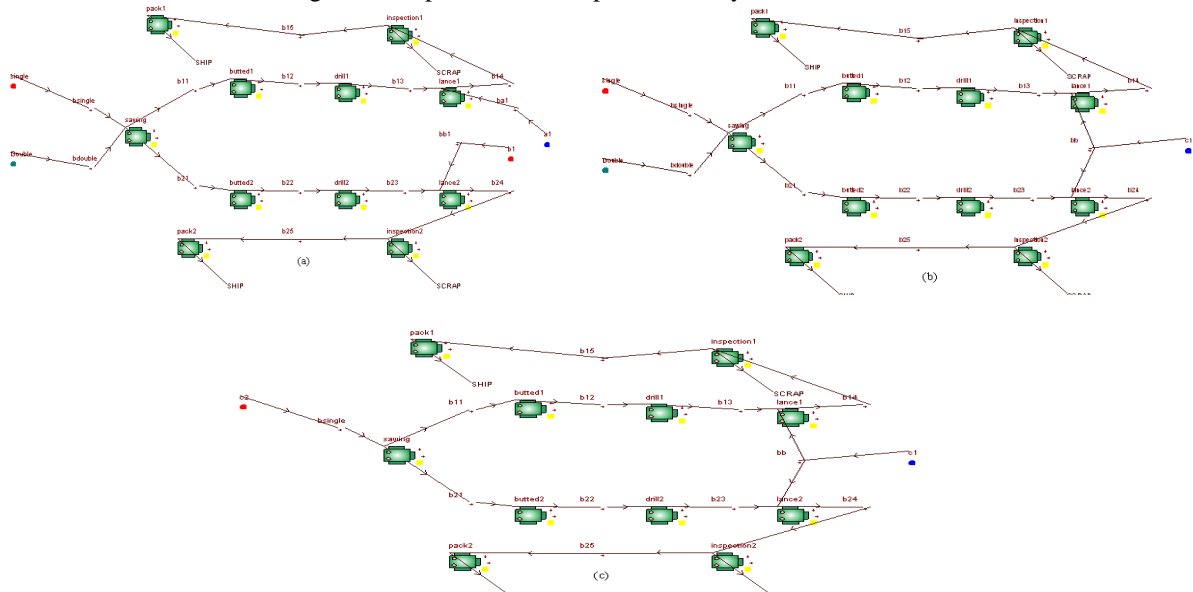 pack1
b15
inspection1
SHIP
SCRAP
single
b11
butted1
b12
drill1
b13
lance1
b14
bsingle
ba1
sawing
a1
bb1
b1
Double
bdouble
b21
butted2
b22
drill2
b23
lance2
b24
pack2
b25
inspection2
(a)
SHIP
SCRAP
pack1
b15
inspection1
SHIP
SCRAP
single
b11
butted1
b12
drill1
b13
lance1
b14
bsingle
sawing
bb
c1
Double
bdouble
b21
butted2
b22
drill2
b23
lance2
b24
pack2
b25
inspection2
(b)
SHIP
SCRAP
pack1
b15
inspection1
SHIP
SCRAP
c2
b11
butted1
b12
drill1
b13
lance1
b14
bsingle
sawing
bb
c1
b21
butted2
b22
drill2
b23
lance2
b24
pack2
b25
inspection2
(c)